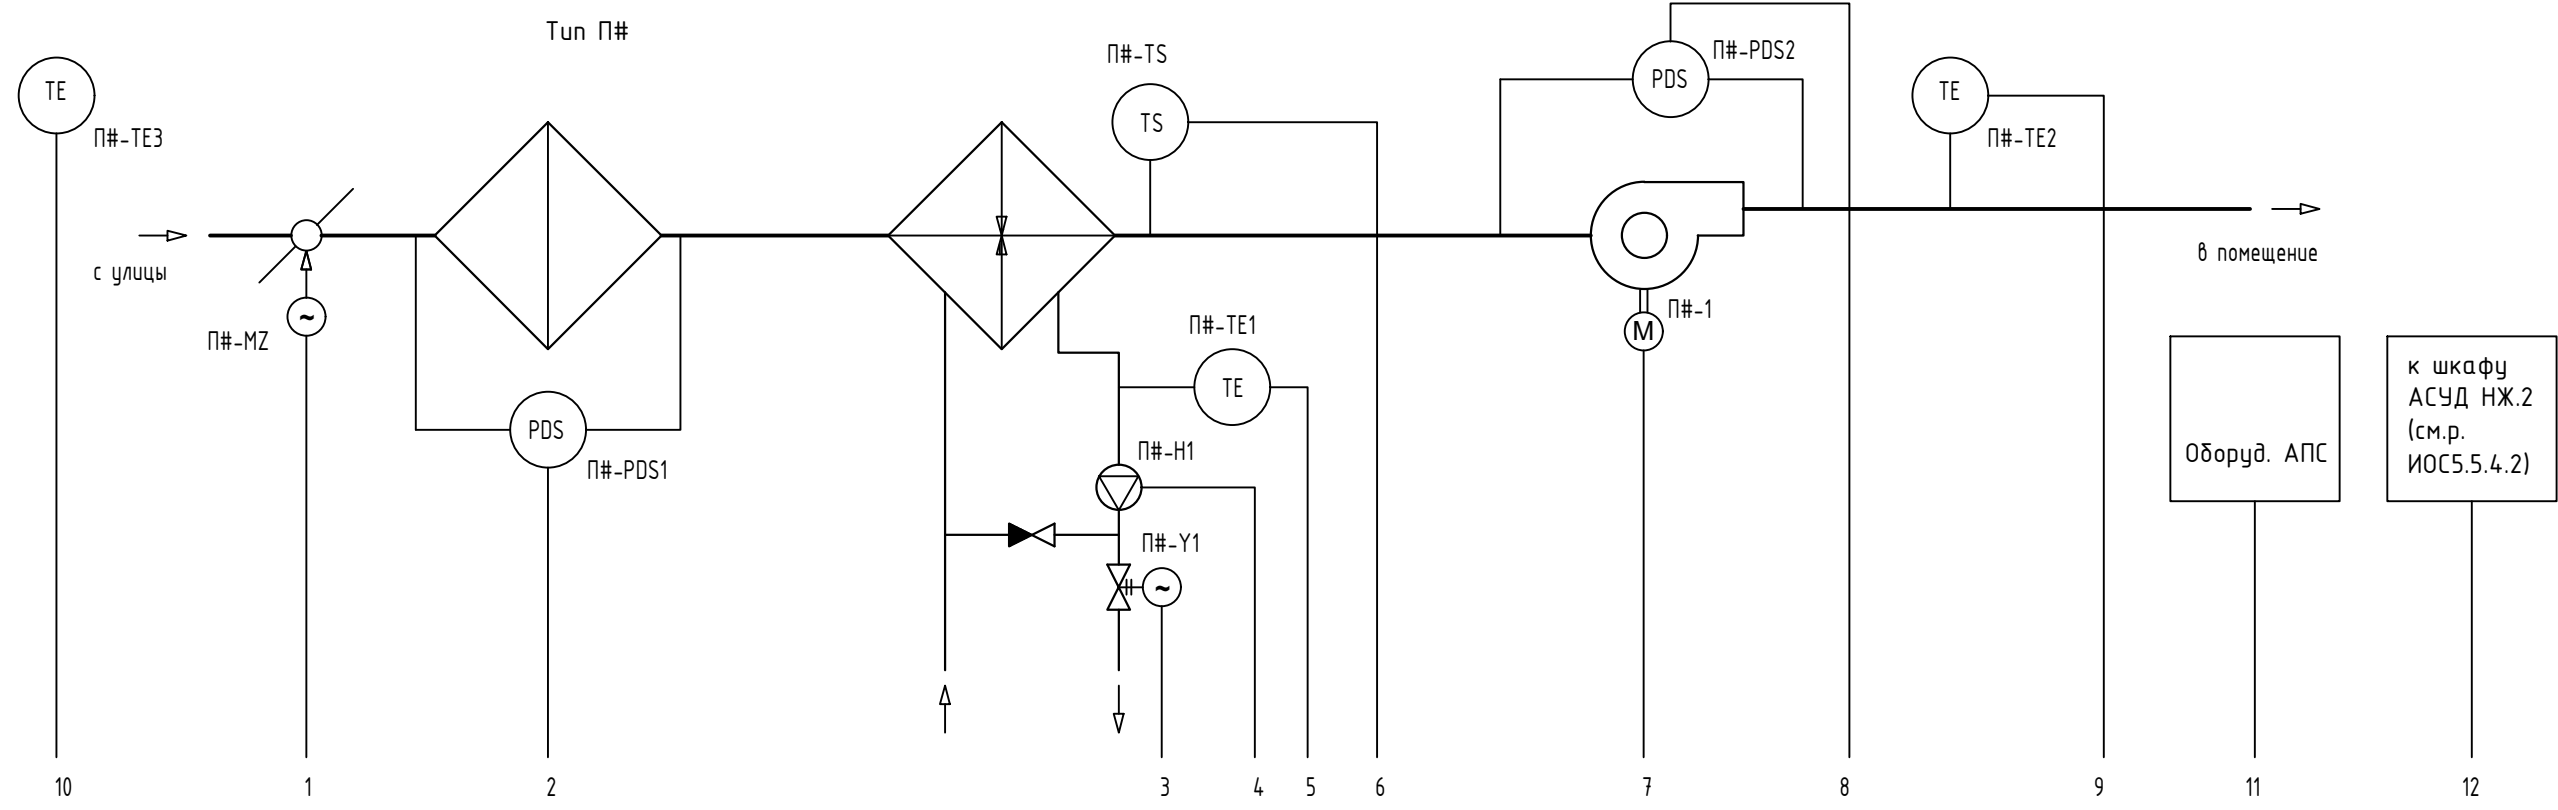 Тип П#
TE
П#-TE3
с улицы
~
П#-MZ
PDS
П#-PDS1
П#-TS
TS
П#-TE1
TE
П#-Н1
П#-Y1
~
PDS
П#-PDS2
П#-1
M
TE
П#-TE2
в помещение
Оборуд. АПС
к шкафу
АСУД НЖ.2
(см.р.
ИОС5.5.4.2)
10 1 2 3 4 5 6 7 8 9 11 12